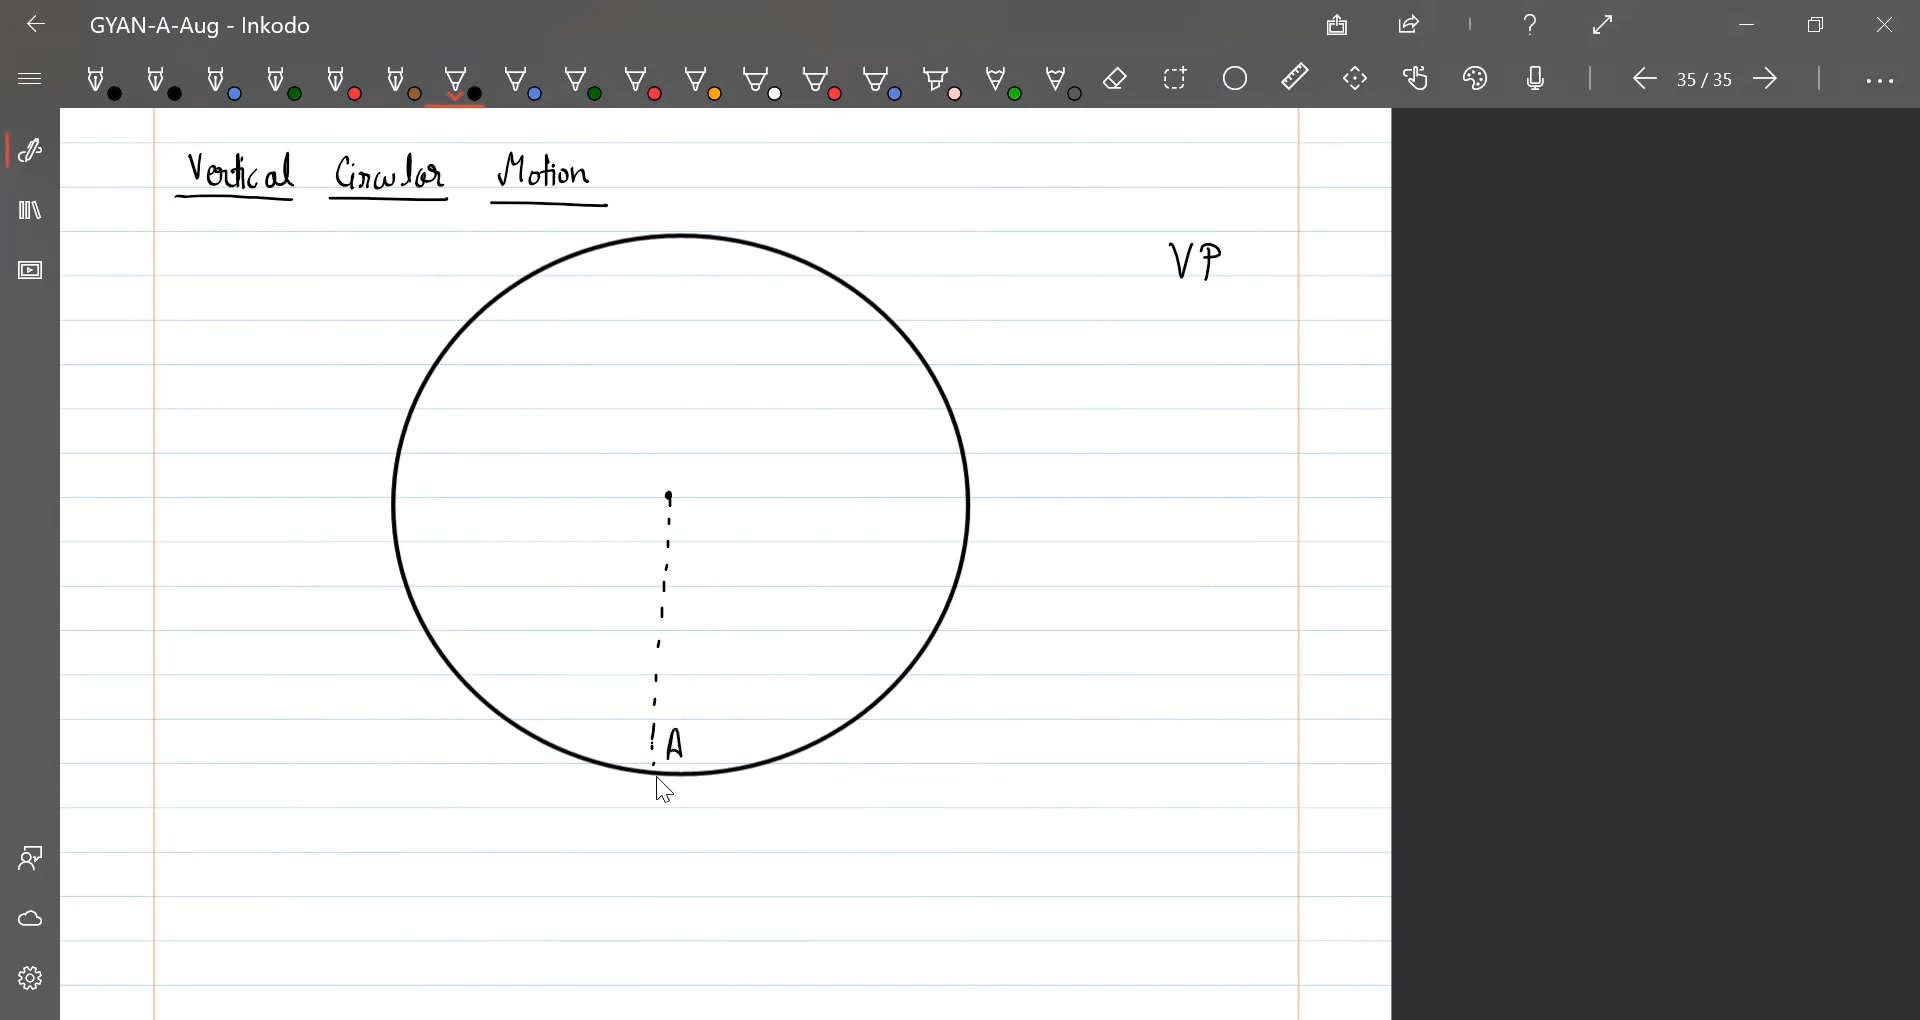 GYAN-A-Aug - Inkodo
35 / 35
Vertical Circular Motion
VP
A